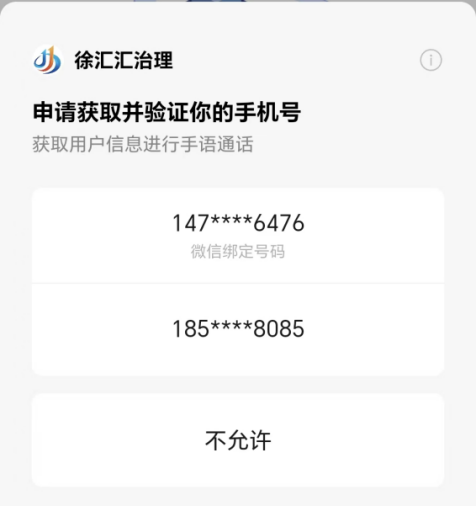 徐汇汇治理
申请获取并验证你的手机号
获取用户信息进行手语通话
147****6476
微信绑定号码
185****8085
不允许